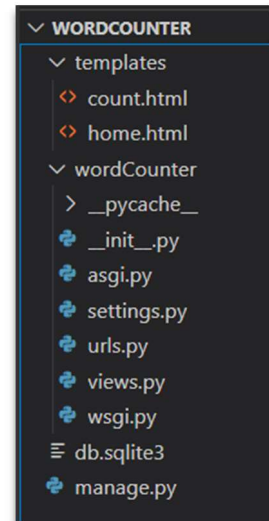 WORDCOUNTER
templates
<> count.html
<> home.html
wordCounter
__pycache__
__init__.py
asgi.py
settings.py
urls.py
views.py
wsgi.py
db.sqlite3
manage.py